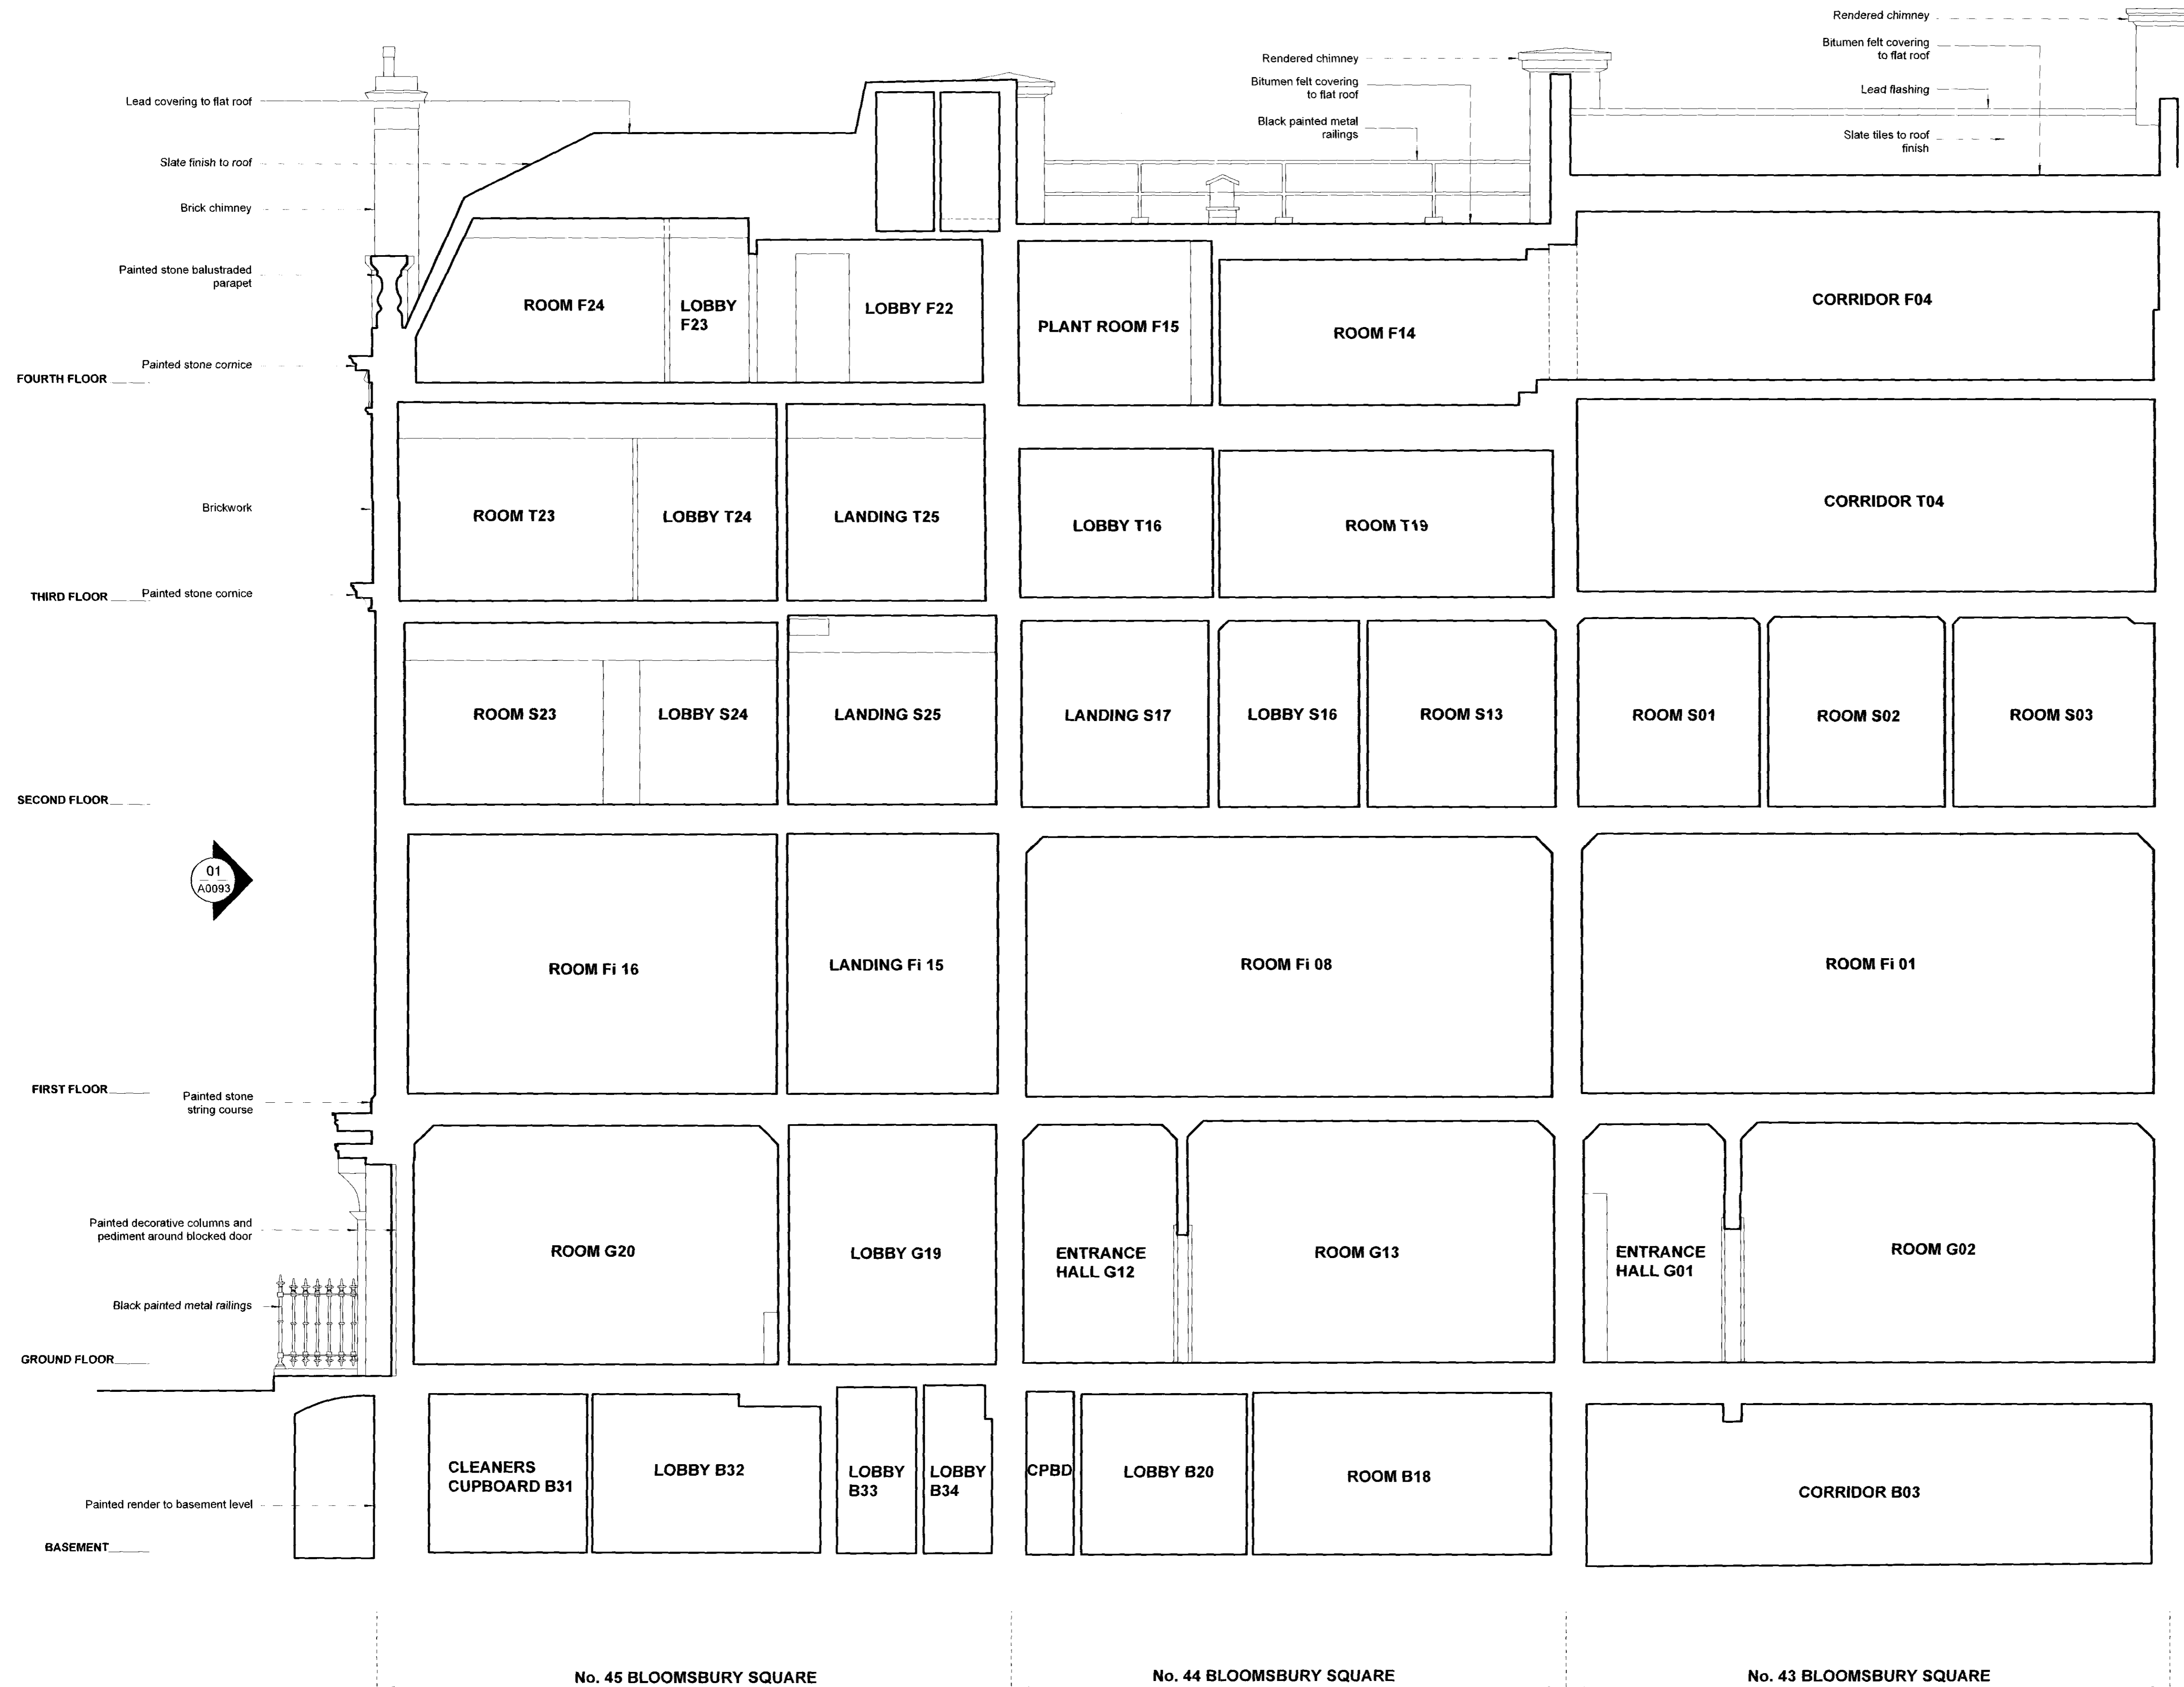 Rendered chimney
Bitumen felt covering
to flat roof
Lead flashing
Slate tiles to roof
finish
Rendered chimney
Bitumen felt covering
to flat roof
Black painted metal
railings
Lead covering to flat roof
Slate finish to roof
Brick chimney
Painted stone balustraded
parapet
Painted stone cornice
FOURTH FLOOR
ROOM F24
LOBBY
F23
LOBBY F22
PLANT ROOM F15
ROOM F14
CORRIDOR F04
Brickwork
ROOM T23
LOBBY T24
LANDING T25
LOBBY T16
ROOM T19
CORRIDOR T04
THIRD FLOOR
Painted stone cornice
ROOM S23
LOBBY S24
LANDING S25
LANDING S17
LOBBY S16
ROOM S13
ROOM S01
ROOM S02
ROOM S03
SECOND FLOOR
01
A0093
ROOM Fi 16
LANDING Fi 15
ROOM Fi 08
ROOM Fi 01
FIRST FLOOR
Painted stone
string course
Painted decorative columns and
pediment around blocked door
ROOM G20
LOBBY G19
ENTRANCE
HALL G12
ROOM G13
ENTRANCE
HALL G01
ROOM G02
Black painted metal railings
GROUND FLOOR
CLEANERS
CUPBOARD B31
LOBBY B32
LOBBY
B33
LOBBY
B34
CPBD
LOBBY B20
ROOM B18
CORRIDOR B03
Painted render to basement level
BASEMENT
No. 45 BLOOMSBURY SQUARE
No. 44 BLOOMSBURY SQUARE
No. 43 BLOOMSBURY SQUARE